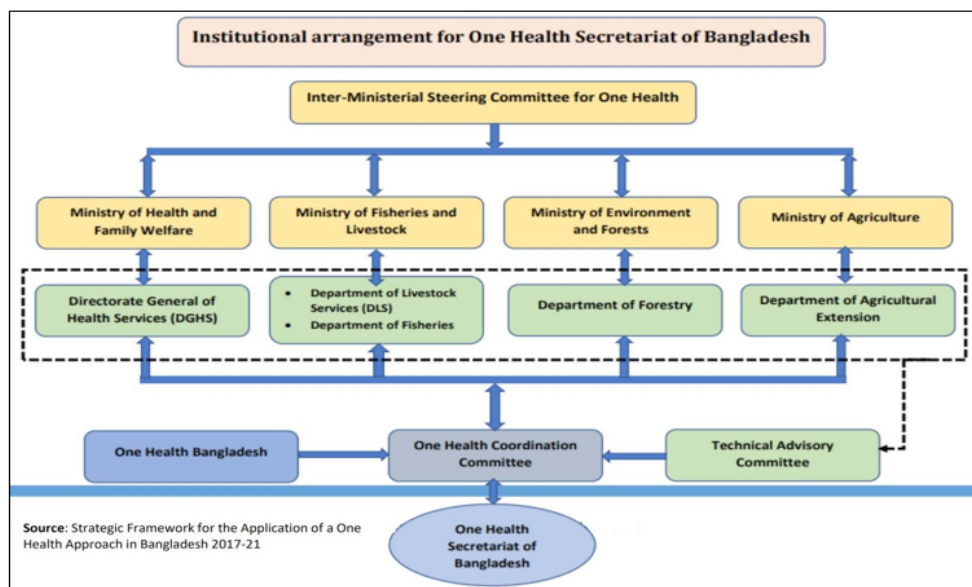 Institutional arrangement for One Health Secretariat of Bangladesh
Inter-Ministerial Steering Committee for One Health
Ministry of Health and
Family Welfare
Ministry of Fisheries and
Livestock
Ministry of Environment
and Forests
Ministry of Agriculture
Directorate General of
Health Services (DGHS)
• Department of Livestock
Services (DLS)
• Department of Fisheries
Department of Forestry
Department of Agricultural
Extension
One Health Bangladesh
One Health Coordination
Committee
Technical Advisory
Committee
Source: Strategic Framework for the Application of a One
Health Approach in Bangladesh 2017-21
One Health
Secretariat of
Bangladesh